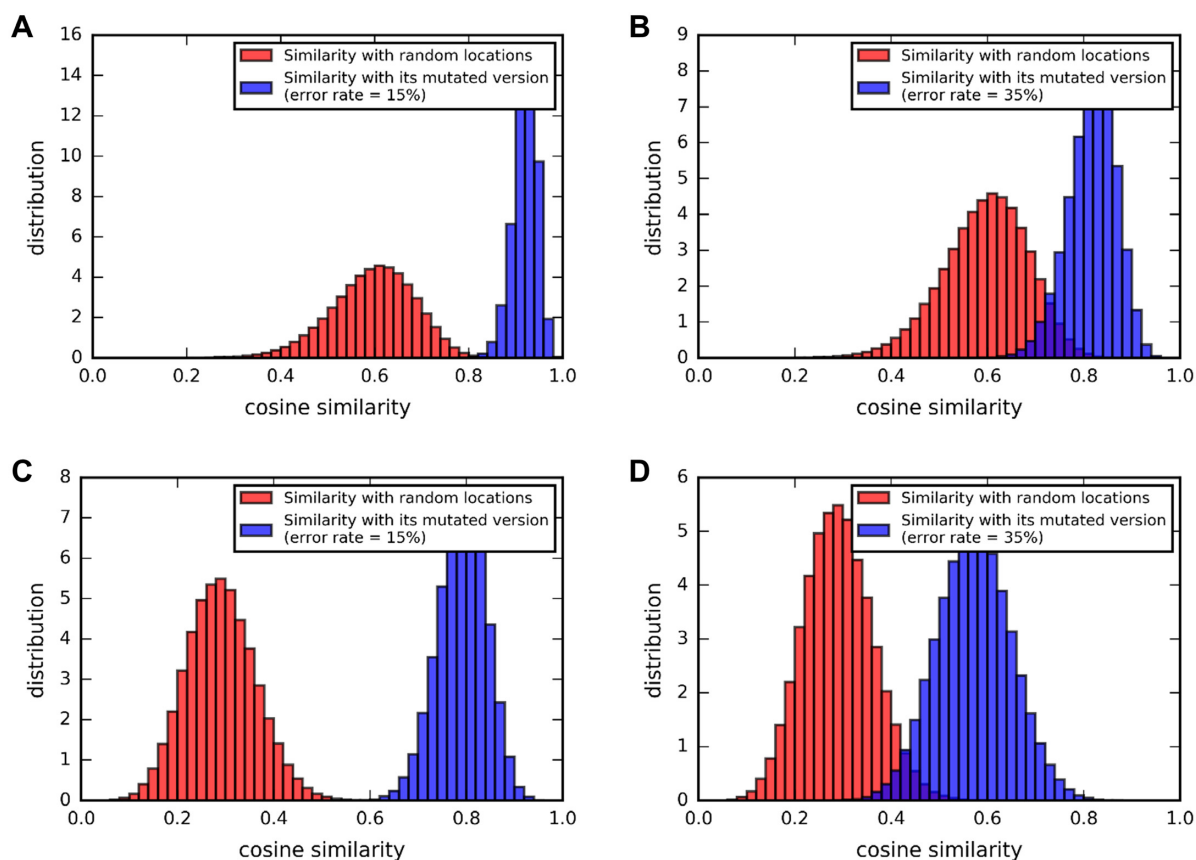 A
16
14
12
10
8
6
4
2
0
distribution
0.0 0.2 0.4 0.6 0.8 1.0
cosine similarity
Similarity with random locations
Similarity with its mutated version
(error rate = 15%)
B
9
8
7
6
5
4
3
2
1
0
distribution
0.0 0.2 0.4 0.6 0.8 1.0
cosine similarity
Similarity with random locations
Similarity with its mutated version
(error rate = 35%)
C
8
7
6
5
4
3
2
1
0
distribution
0.0 0.2 0.4 0.6 0.8 1.0
cosine similarity
Similarity with random locations
Similarity with its mutated version
(error rate = 15%)
D
6
5
4
3
2
1
0
distribution
0.0 0.2 0.4 0.6 0.8 1.0
cosine similarity
Similarity with random locations
Similarity with its mutated version
(error rate = 35%)